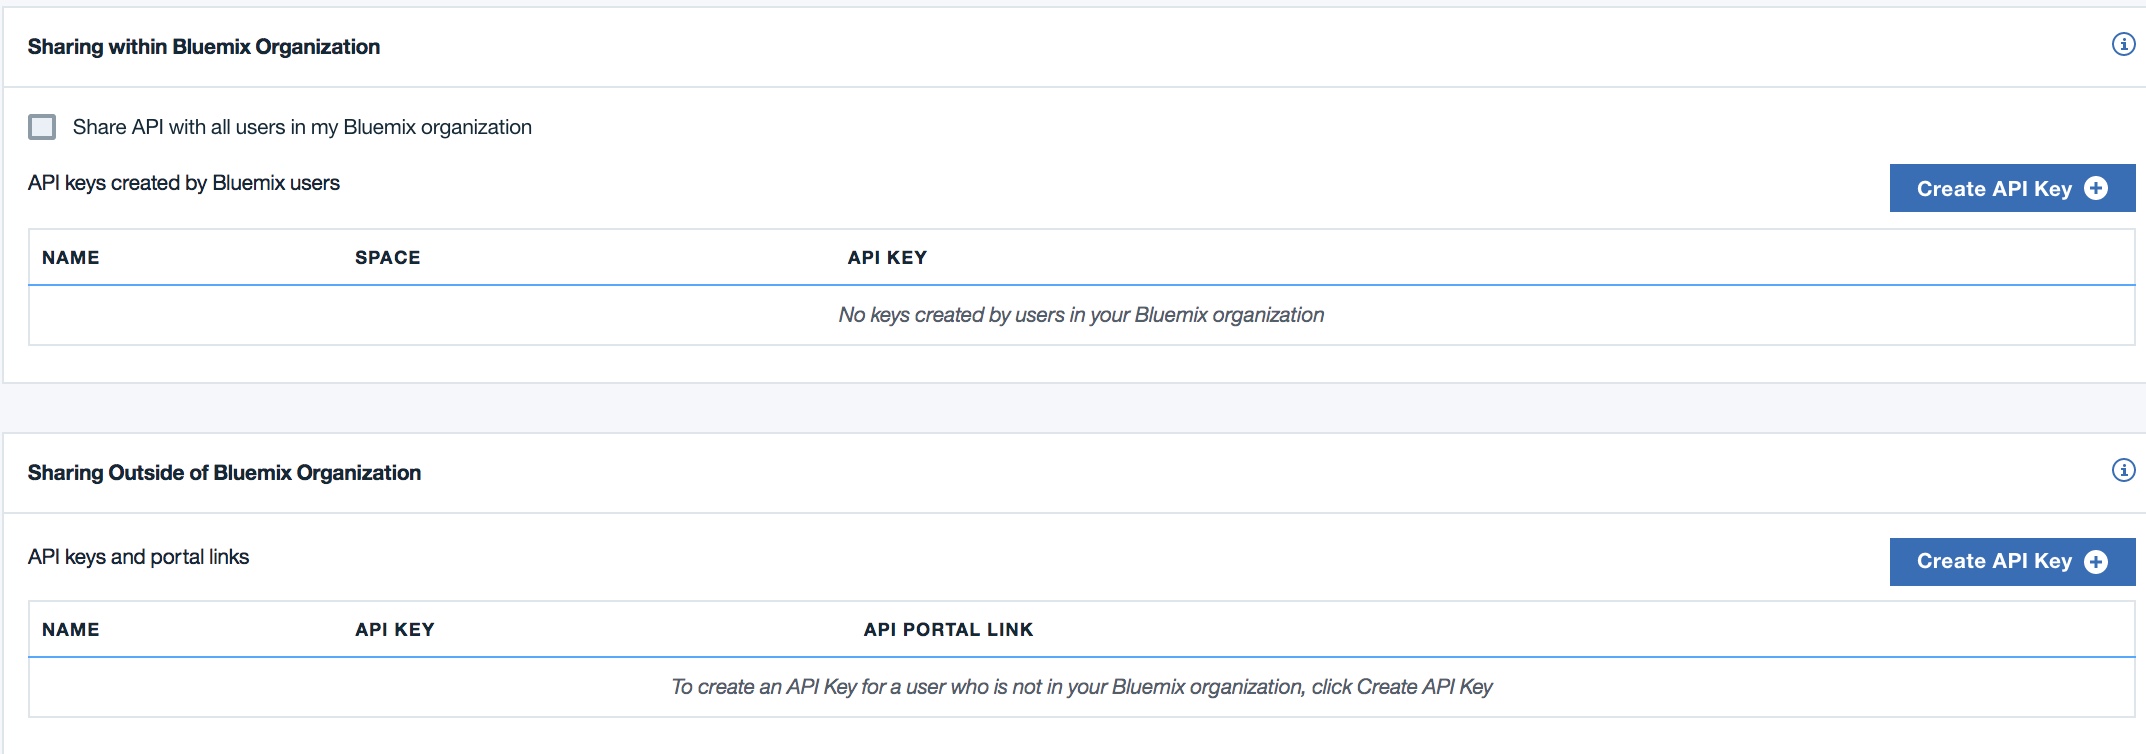 Sharing within Bluemix Organization
Share API with all users in my Bluemix organization
API keys created by Bluemix users
Create API Key
NAME SPACE API KEY
No keys created by users in your Bluemix organization
Sharing Outside of Bluemix Organization
API keys and portal links
Create API Key
NAME API KEY API PORTAL LINK
To create an API Key for a user who is not in your Bluemix organization, click Create API Key